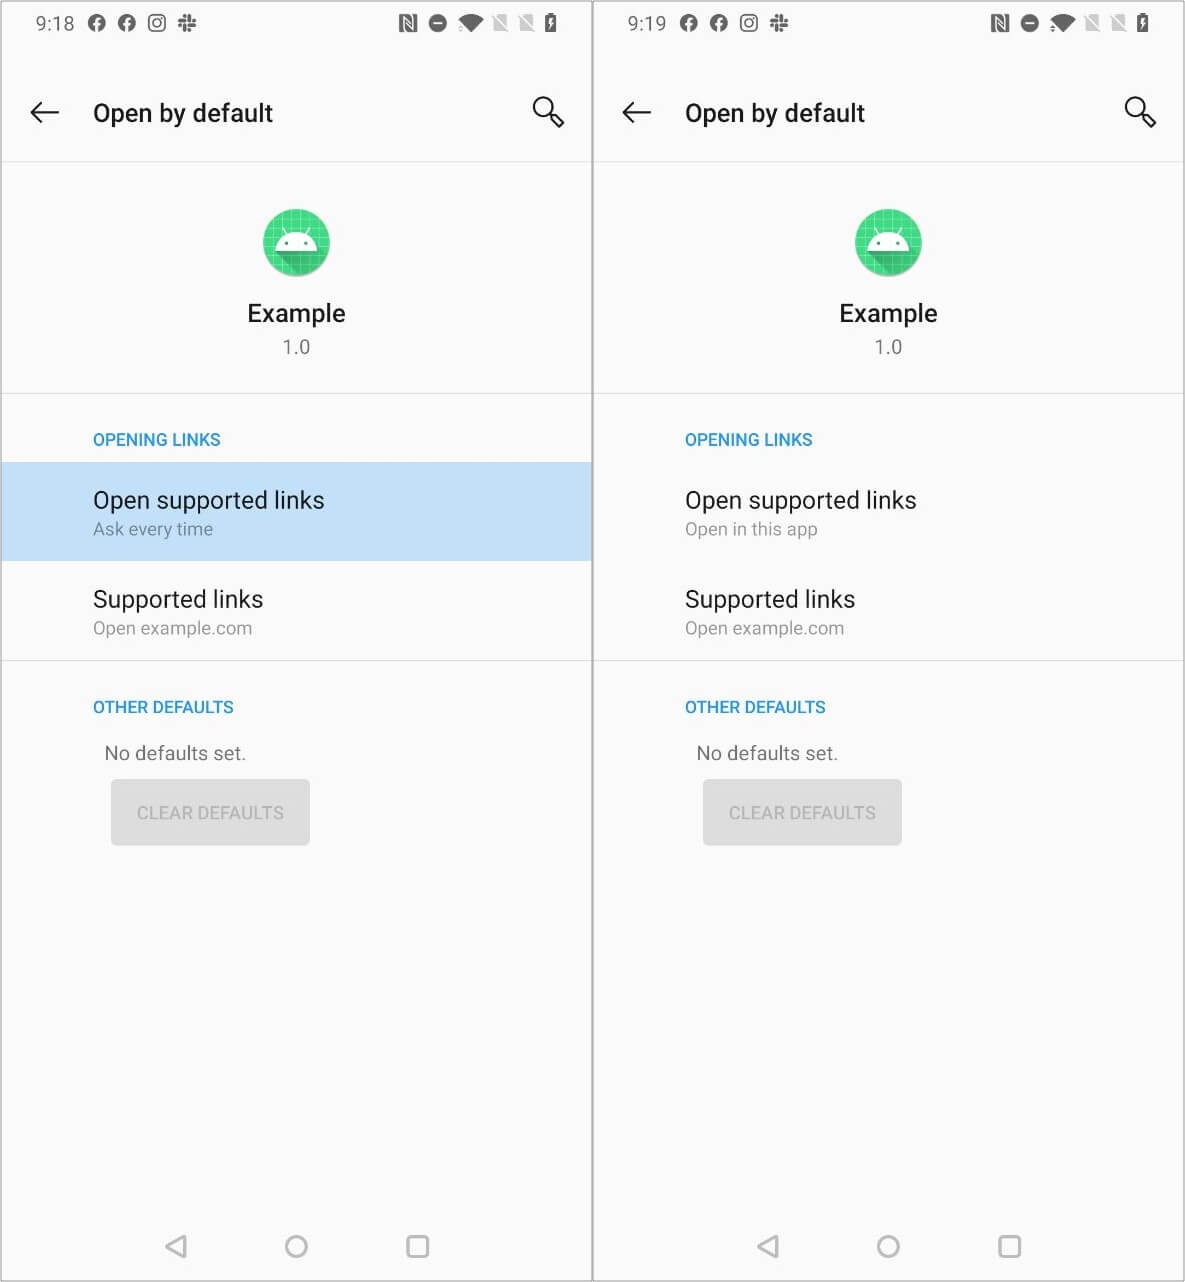 9:18
Open by default
Example
1.0
OPENING LINKS
Open supported links
Ask every time
Supported links
Open example.com
OTHER DEFAULTS
No defaults set.
CLEAR DEFAULTS
9:19
Open by default
Example
1.0
OPENING LINKS
Open supported links
Open in this app
Supported links
Open example.com
OTHER DEFAULTS
No defaults set.
CLEAR DEFAULTS